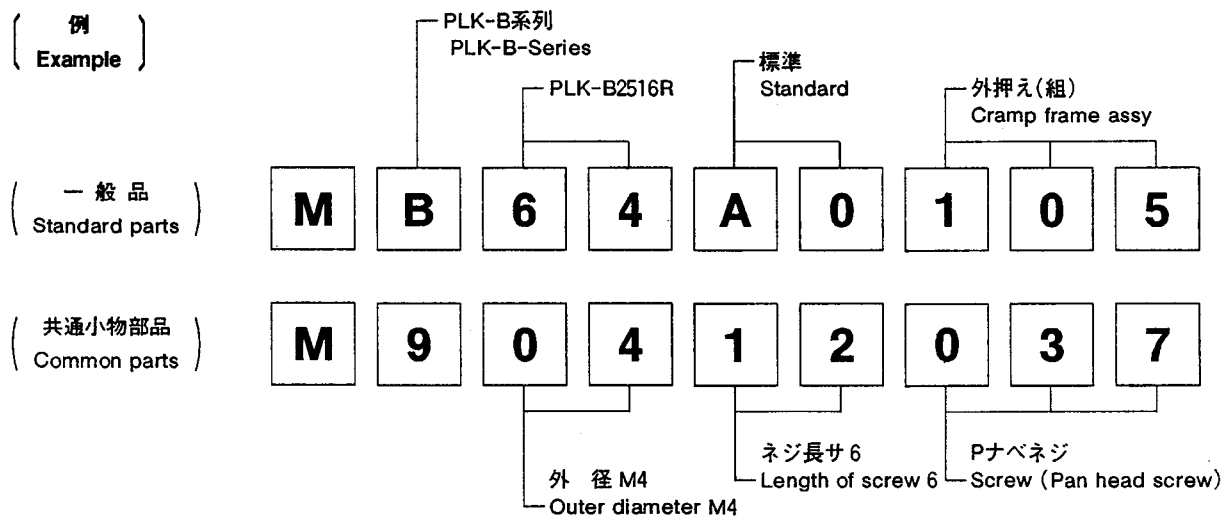 例
Example
PLK-B系列
PLK-B-Series
PLK-B2516R
標準
Standard
外押え(組)
Cramp frame assy
一般品
Standard parts
M B 6 4 A 0 1 0 5
共通小物部品
Common parts
M 9 0 4 1 2 0 3 7
外 径 M4
Outer diameter M4
ネジ長サ 6
Length of screw 6
Pナベネジ
Screw (Pan head screw)